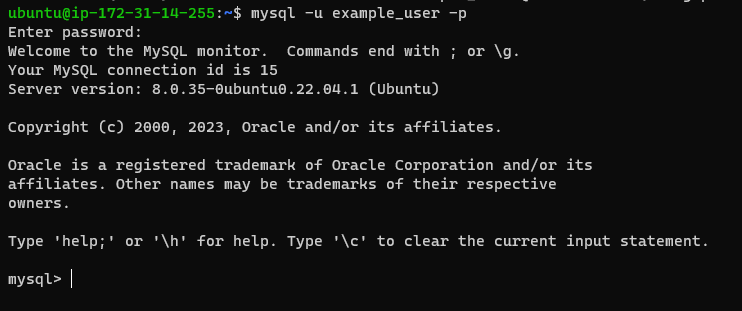 ubuntu@ip-172-31-14-255:~$ mysql -u example_user -p
Enter password:
Welcome to the MySQL monitor.  Commands end with ; or \g.
Your MySQL connection id is 15
Server version: 8.0.35-0ubuntu0.22.04.1 (Ubuntu)

Copyright (c) 2000, 2023, Oracle and/or its affiliates.

Oracle is a registered trademark of Oracle Corporation and/or its
affiliates. Other names may be trademarks of their respective
owners.

Type 'help;' or '\h' for help. Type '\c' to clear the current input statement.

mysql>